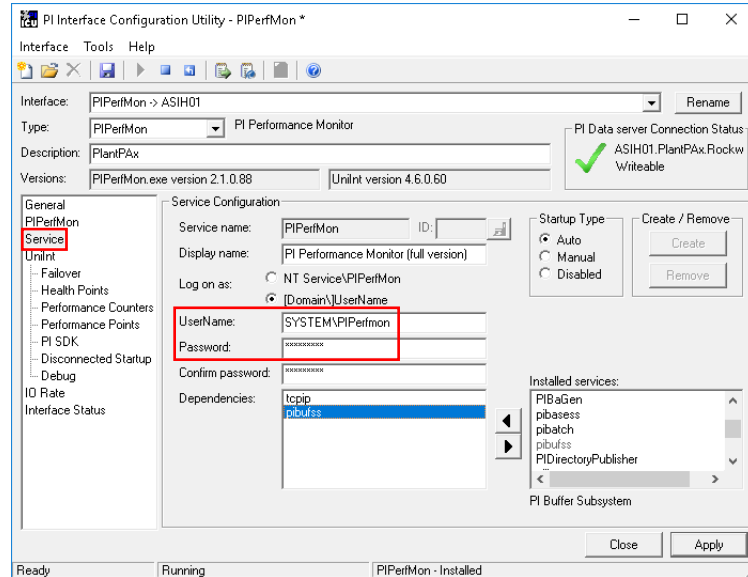 PI Interface Configuration Utility - PIPerfMon *
Interface Tools Help
Interface: PIPerfMon -> ASIH01 Rename
Type: PIPerfMon PI Performance Monitor
PI Data server Connection Status
ASIH01.PlantPAx.Rockw
Writeable
Description: PlantPAx
Versions: PIPerfMon.exe version 2.1.0.88 UniInt version 4.6.0.60
General
PIPerfMon
Service
UniInt
Failover
Health Points
Performance Counters
Performance Points
PI SDK
Disconnected Startup
Debug
IO Rate
Interface Status
Service Configuration
Service name: PIPerfMon ID:
Display name: PI Performance Monitor (full version)
Log on as: NT Service\PIPerfMon
[Domain\]UserName
UserName: SYSTEM\PIPerfmon
Password: xxxxxxxxx
Confirm password: xxxxxxxxx
Dependencies: tcpip
pibufss
Startup Type
Auto
Manual
Disabled
Create / Remove
Create
Remove
Installed services:
PIBaGen
pibasess
pibatch
pibufss
PIDirectoryPublisher
PI Buffer Subsystem
Close Apply
Ready Running PIPerfMon - Installed